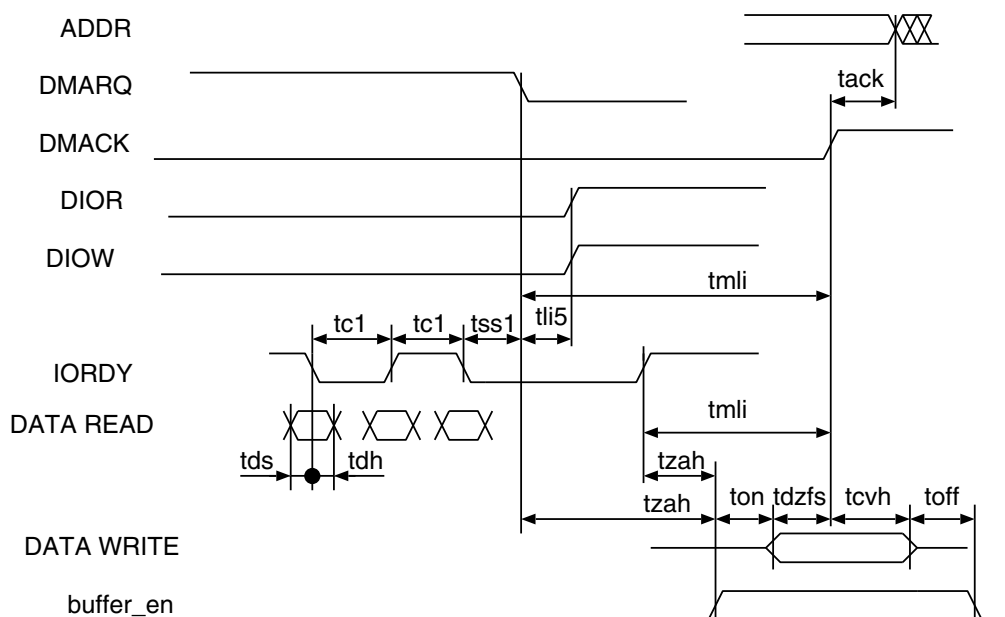 ADDR
DMARQ
tack
DMACK
DIOR
DIOW
tmli
tc1 tc1 tss1 tli5
IORDY
tmli
DATA READ
tds tdh tzah
tzah ton tdzfs tcvh toff
DATA WRITE
buffer_en